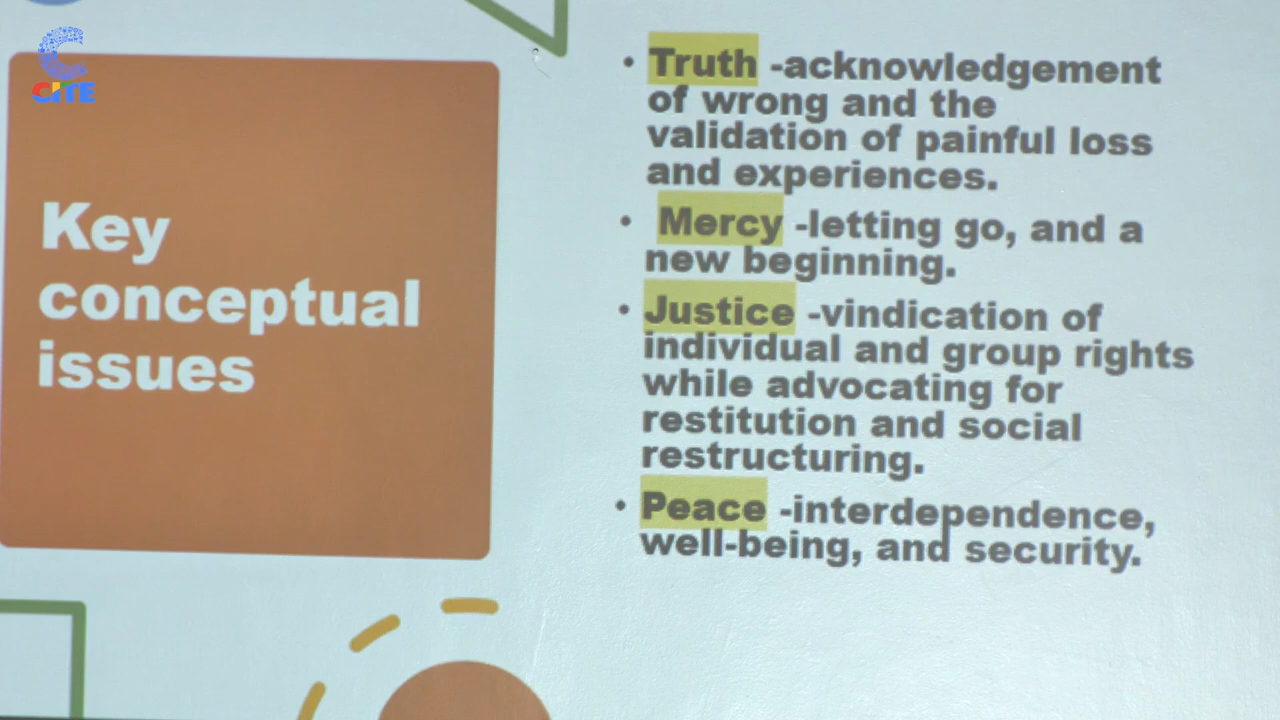 CITE
Key
conceptual
issues
• Truth -acknowledgement
of wrong and the
validation of painful loss
and experiences.
• Mercy -letting go, and a
new beginning.
• Justice -vindication of
individual and group rights
while advocating for
restitution and social
restructuring.
• Peace -interdependence,
well-being, and security.